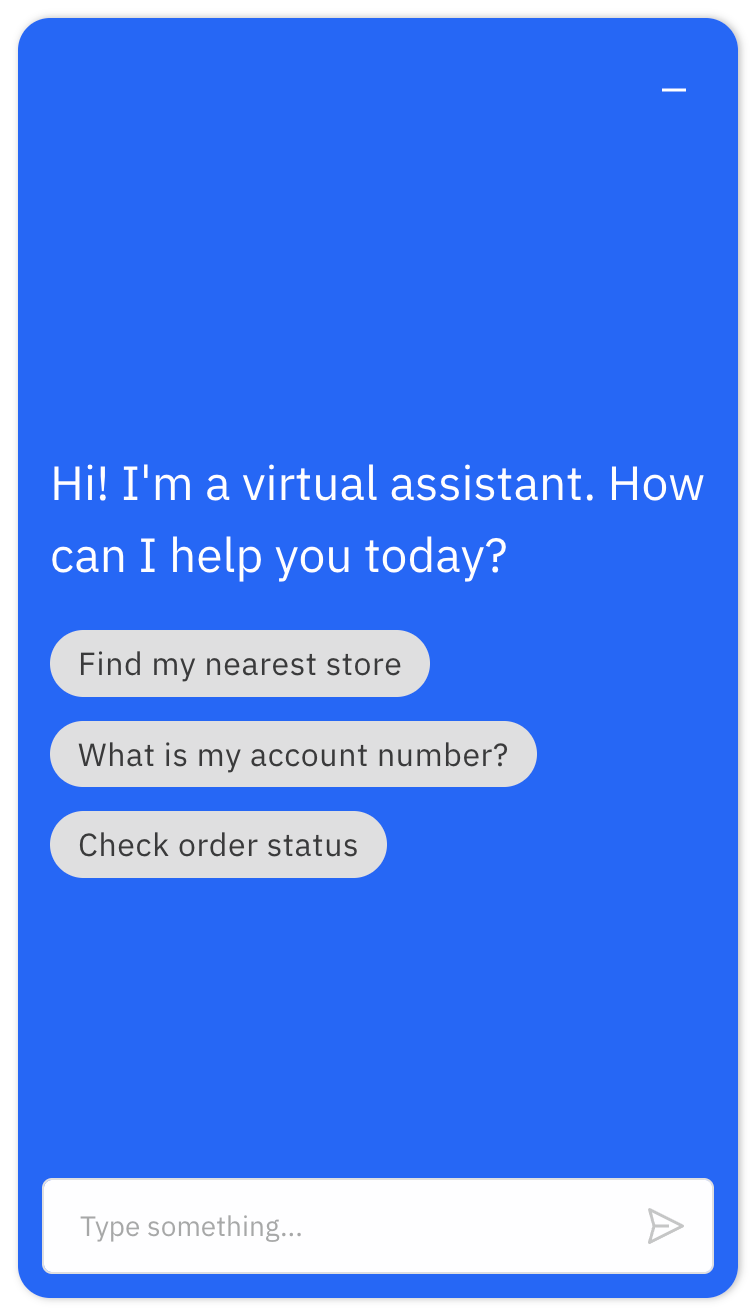 Hi! I'm a virtual assistant. How
can I help you today?
Find my nearest store
What is my account number?
Check order status
Type something...